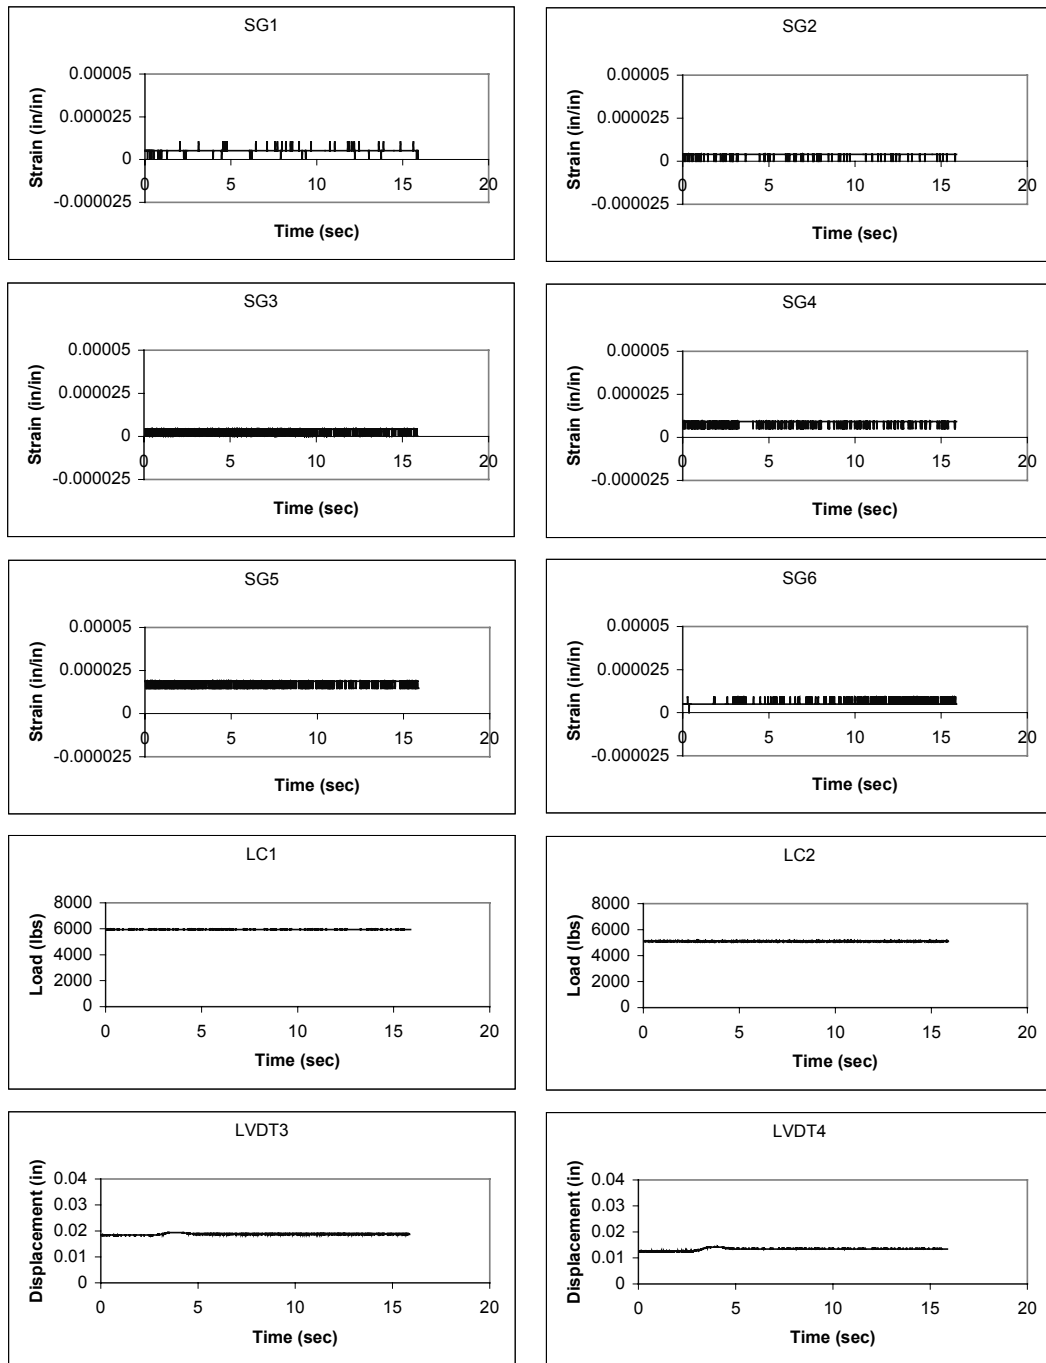 SG1
Strain (in/in)
0.00005
0.000025
0
-0.000025
0 5 10 15 20
Time (sec)
SG2
Strain (in/in)
0.00005
0.000025
0
-0.000025
0 5 10 15 20
Time (sec)
SG3
Strain (in/in)
0.00005
0.000025
0
-0.000025
0 5 10 15 20
Time (sec)
SG4
Strain (in/in)
0.00005
0.000025
0
-0.000025
0 5 10 15 20
Time (sec)
SG5
Strain (in/in)
0.00005
0.000025
0
-0.000025
0 5 10 15 20
Time (sec)
SG6
Strain (in/in)
0.00005
0.000025
0
-0.000025
0 5 10 15 20
Time (sec)
LC1
Load (lbs)
8000
6000
4000
2000
0
0 5 10 15 20
Time (sec)
LC2
Load (lbs)
8000
6000
4000
2000
0
0 5 10 15 20
Time (sec)
LVDT3
Displacement (in)
0.04
0.03
0.02
0.01
0
0 5 10 15 20
Time (sec)
LVDT4
Displacement (in)
0.04
0.03
0.02
0.01
0
0 5 10 15 20
Time (sec)